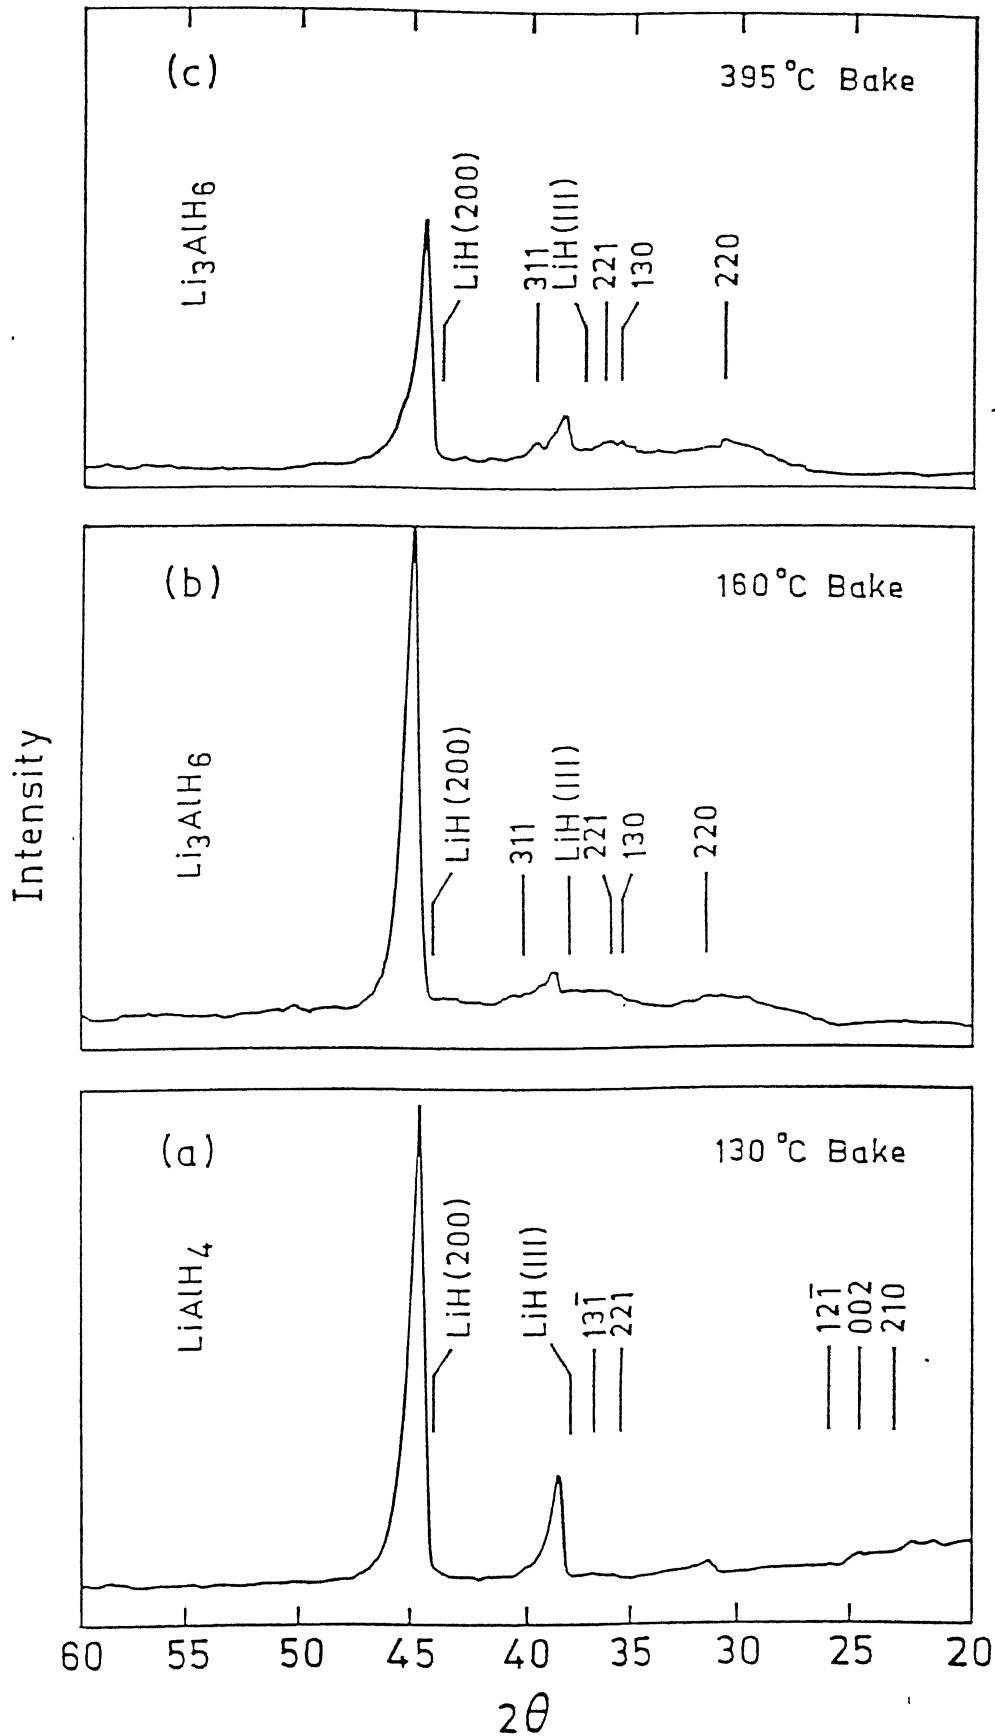 (c)
395°C Bake
Li₃AlH₆
LiH(200)
311
LiH(111)
221
130
220
(b)
160°C Bake
Li₃AlH₆
LiH(200)
311
LiH(111)
221
130
220
Intensity
(a)
130°C Bake
LiAlH₄
LiH(200)
LiH(111)
131̄
221
121̄
002
210
60 55 50 45 40 35 30 25 20
2θ